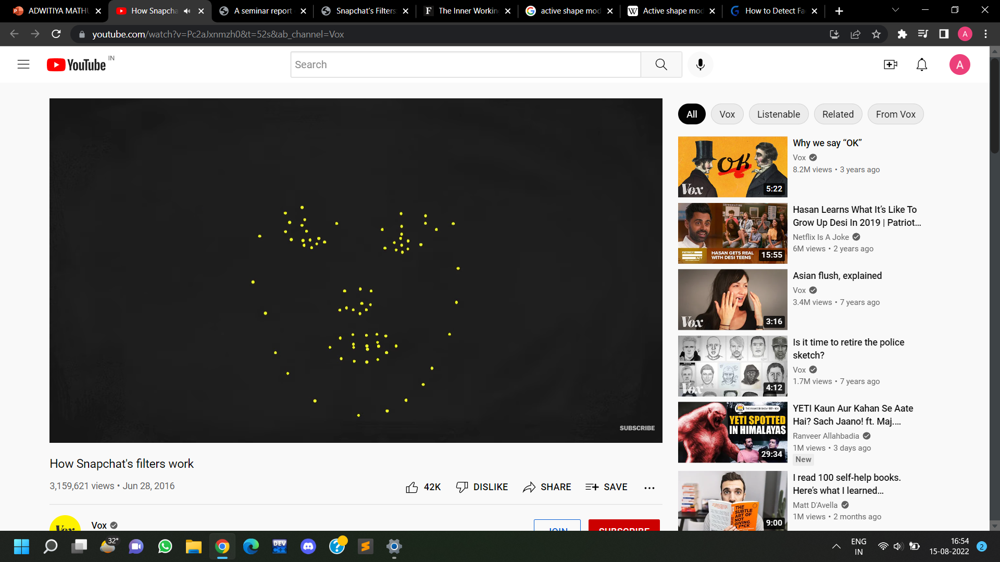 ADWITIYA MATHU
How Snapcha
A seminar report
Snapchat's Filters:
The Inner Workin
active shape mod
Active shape mod
How to Detect Fa
youtube.com/watch?v=Pc2aJxnmzh0&t=52s&ab_channel=Vox
A
YouTube IN
Search
A
All
Vox
Listenable
Related
From Vox
SUBSCRIBE
How Snapchat's filters work
3,159,621 views • Jun 28, 2016
42K
DISLIKE
SHARE
SAVE
Vox
Vox
JOIN
SUBSCRIBE
OK
Vox
5:22
Why we say “OK”
Vox
8.2M views • 3 years ago
INFORMATION
PATRIOT
ACT
HASAN GETS REAL
WITH DESI TEENS
15:55
Hasan Learns What It’s Like To
Grow Up Desi In 2019 | Patriot...
Netflix Is A Joke
6M views • 2 years ago
Vox
3:16
Asian flush, explained
Vox
3.4M views • 7 years ago
Vox
4:12
Is it time to retire the police
sketch?
Vox
1.7M views • 7 years ago
TRS
THE RANVEER SHOW
YETI SPOTTED
IN HIMALAYAS
29:34
YETI Kaun Aur Kahan Se Aate
Hai? Sach Jaano! ft. Maj....
Ranveer Allahbadia
1M views • 3 days ago
New
THE
SUBTLE
ART OF
NOT
GIVING
A F*CK
9:00
I read 100 self-help books.
Here’s what I learned...
Matt D'Avella
1M views • 2 months ago
32°
DEV
C++
ENG
IN
16:54
15-08-2022
2